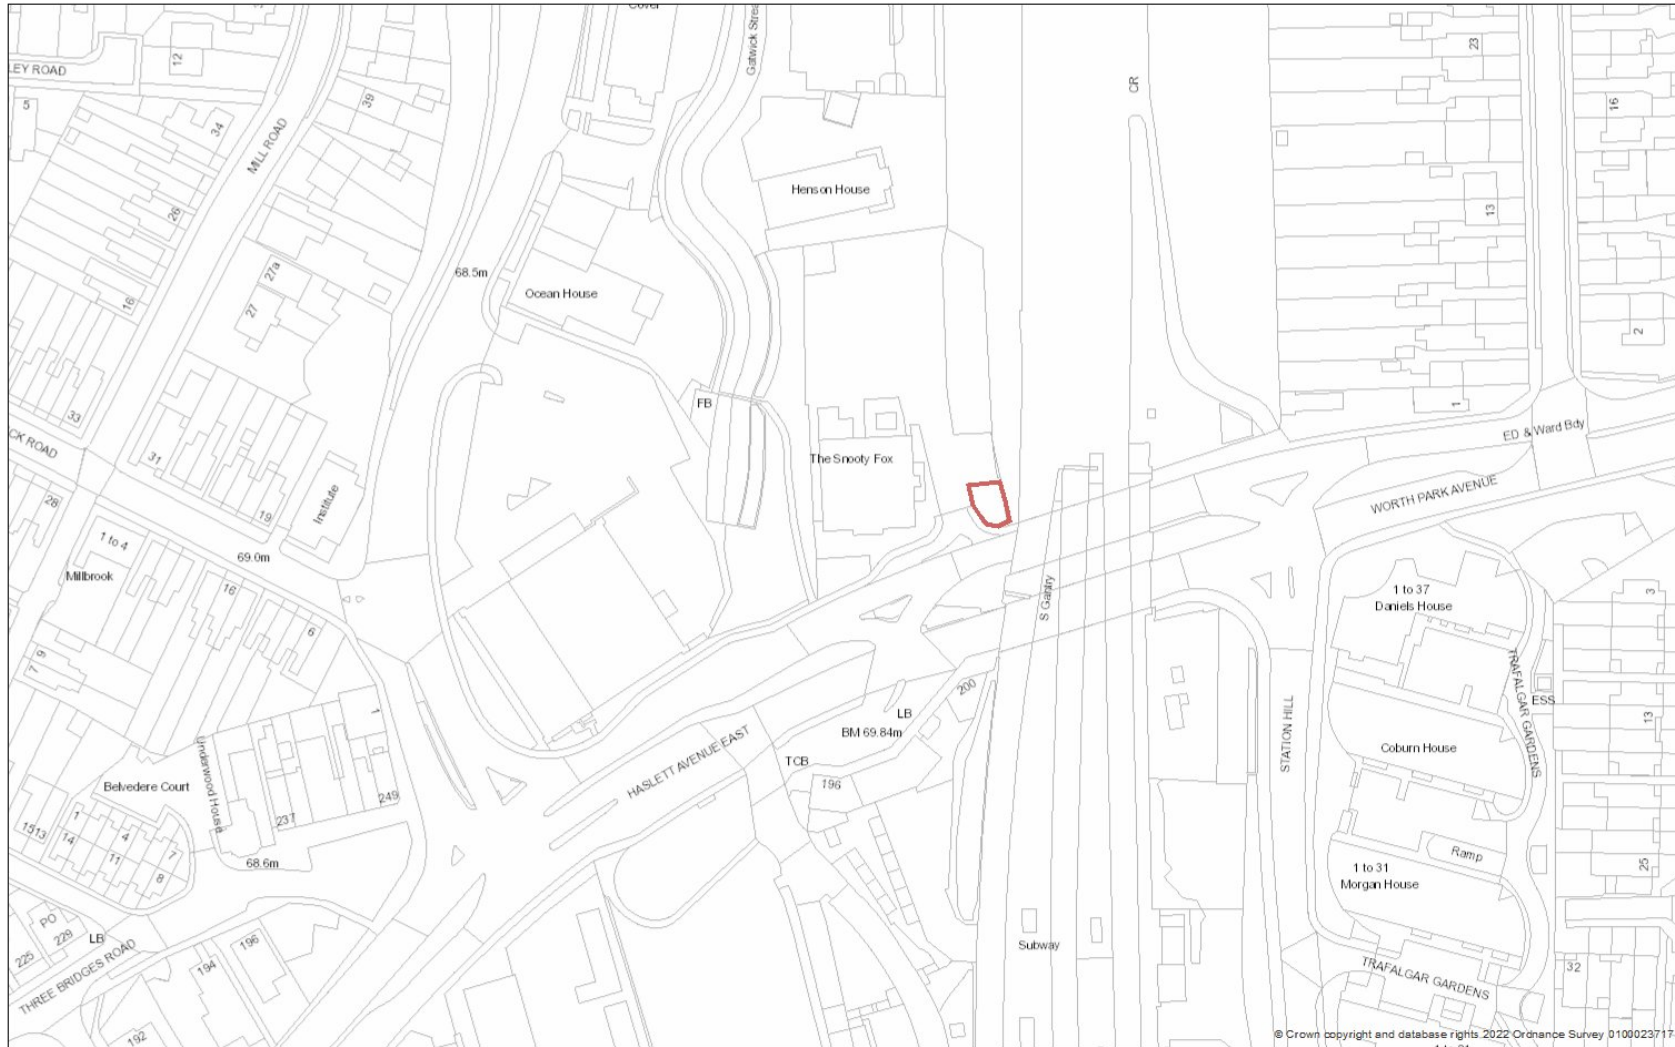 Cover
Gatwick Stree
CR
23
12
LEY ROAD
5
39
16
34
MILL ROAD
Henson House
13
26
27a
68.5m
Ocean House
16
27
2
FB
1
33
ED & Ward Bdy
CK ROAD
31
The Snooty Fox
WORTH PARK AVENUE
28
Institute
19
1 to 4
69.0m
Millbrook
16
1 to 37
Daniels House
3
S Gantry
6
9
7
TRAFALGAR GARDENS
200
ESS
1
LB
BM 69.84m
13
STATION HILL
Coburn House
HASLETT AVENUE EAST
TCB
Underwood House
Belvedere Court
196
249
237
1
4
1513
14
11
7
8
68.6m
Ramp
25
1 to 31
Morgan House
PO
229
LB
225
196
194
Subway
THREE BRIDGES ROAD
TRAFALGAR GARDENS
32
192
© Crown copyright and database rights 2022 Ordnance Survey 0100023717